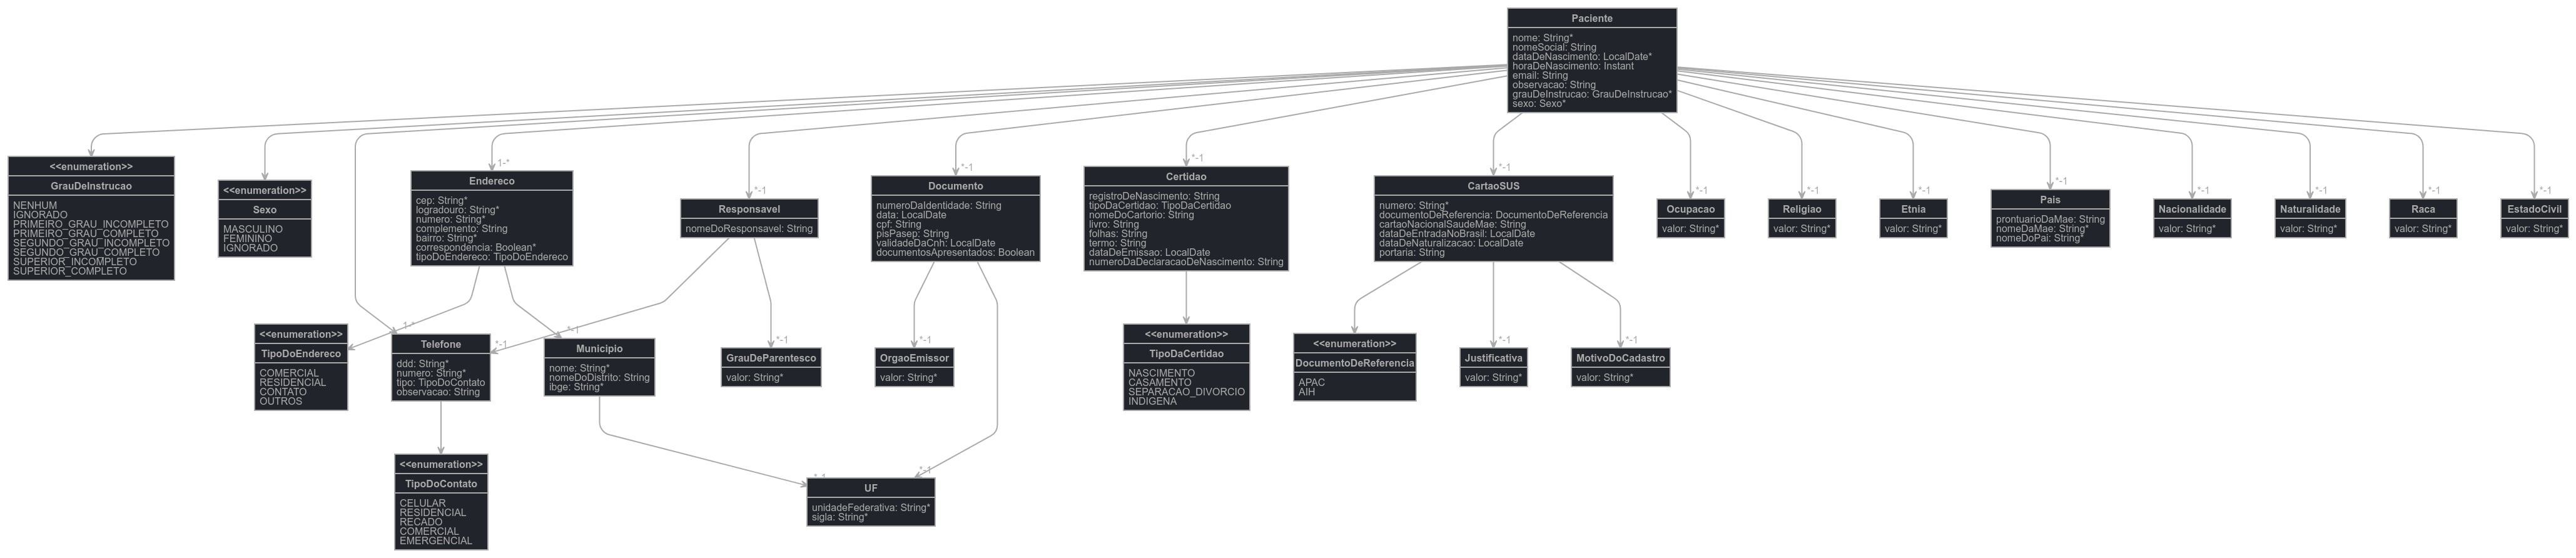 Paciente
nome: String*
nomeSocial: String
dataDeNascimento: LocalDate*
horaDeNascimento: Instant
email: String
observacao: String
grauDeInstrucao: GrauDeInstrucao*
sexo: Sexo*
<<enumeration>>
GrauDeInstrucao
NENHUM
IGNORADO
PRIMEIRO_GRAU_INCOMPLETO
PRIMEIRO_GRAU_COMPLETO
SEGUNDO_GRAU_INCOMPLETO
SEGUNDO_GRAU_COMPLETO
SUPERIOR_INCOMPLETO
SUPERIOR_COMPLETO
<<enumeration>>
Sexo
MASCULINO
FEMININO
IGNORADO
1-*
Endereco
cep: String*
logradouro: String*
numero: String*
complemento: String
bairro: String*
correspondencia: Boolean*
tipoDoEndereco: TipoDoEndereco
*-1
Responsavel
nomeDoResponsavel: String
*-1
Documento
numeroDaIdentidade: String
data: LocalDate
cpf: String
pisPasep: String
validadeDaCnh: LocalDate
documentosApresentados: Boolean
*-1
Certidao
registroDeNascimento: String
tipoDaCertidao: TipoDaCertidao
nomeDoCartorio: String
livro: String
folhas: String
termo: String
dataDeEmissao: LocalDate
numeroDaDeclaracaoDeNascimento: String
*-1
CartaoSUS
numero: String*
documentoDeReferencia: DocumentoDeReferencia
cartaoNacionalSaudeMae: String
dataDeEntradaNoBrasil: LocalDate
dataDeNaturalizacao: LocalDate
portaria: String
*-1
Ocupacao
valor: String*
*-1
Religiao
valor: String*
*-1
Etnia
valor: String*
*-1
Pais
prontuarioDaMae: String
nomeDaMae: String*
nomeDoPai: String*
*-1
Nacionalidade
valor: String*
*-1
Naturalidade
valor: String*
*-1
Raca
valor: String*
*-1
EstadoCivil
valor: String*
<<enumeration>>
TipoDoEndereco
COMERCIAL
RESIDENCIAL
CONTATO
OUTROS
1-*
Telefone
ddd: String*
numero: String*
tipo: TipoDoContato
observacao: String
*-1
*-1
Municipio
nome: String*
nomeDoDistrito: String
ibge: String*
*-1
GrauDeParentesco
valor: String*
*-1
OrgaoEmissor
valor: String*
<<enumeration>>
TipoDaCertidao
NASCIMENTO
CASAMENTO
SEPARACAO_DIVORCIO
INDIGENA
<<enumeration>>
DocumentoDeReferencia
APAC
AIH
*-1
Justificativa
valor: String*
*-1
MotivoDoCadastro
valor: String*
<<enumeration>>
TipoDoContato
CELULAR
RESIDENCIAL
RECADO
COMERCIAL
EMERGENCIAL
*-1
*-1
UF
unidadeFederativa: String*
sigla: String*